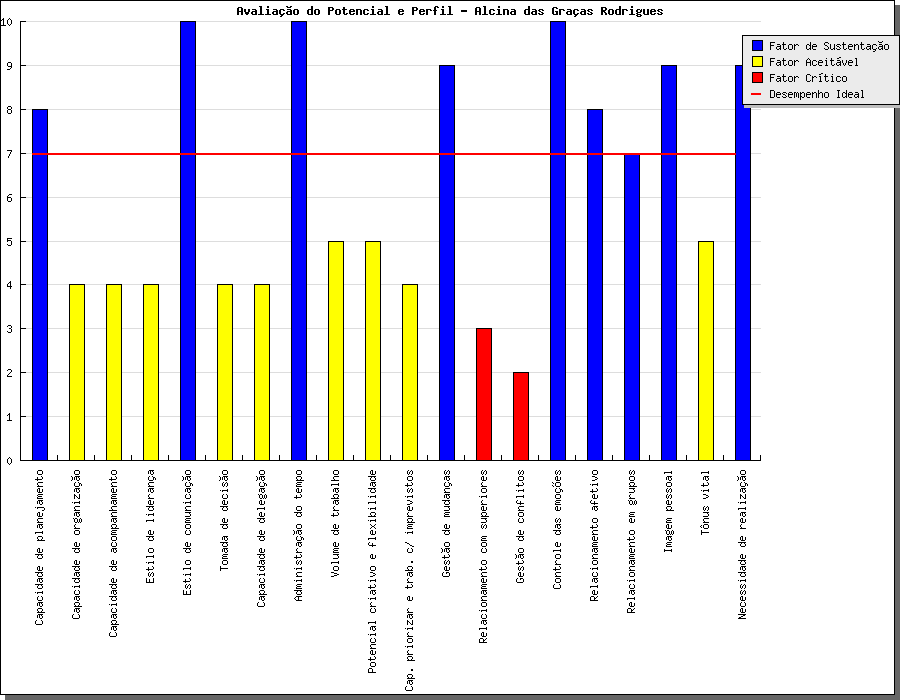 Avaliação do Potencial e Perfil - Alcina das Graças Rodrigues
10
9
8
7
6
5
4
3
2
1
0
Fator de Sustentação
Fator Aceitável
Fator Crítico
Desempenho Ideal
Capacidade de planejamento
Capacidade de organização
Capacidade de acompanhamento
Estilo de liderança
Estilo de comunicação
Tomada de decisão
Capacidade de delegação
Administração do tempo
Volume de trabalho
Potencial criativo e flexibilidade
Cap. priorizar e trab. c/ imprevistos
Gestão de mudanças
Relacionamento com superiores
Gestão de conflitos
Controle das emoções
Relacionamento afetivo
Relacionamento em grupos
Imagem pessoal
Tônus vital
Necessidade de realização